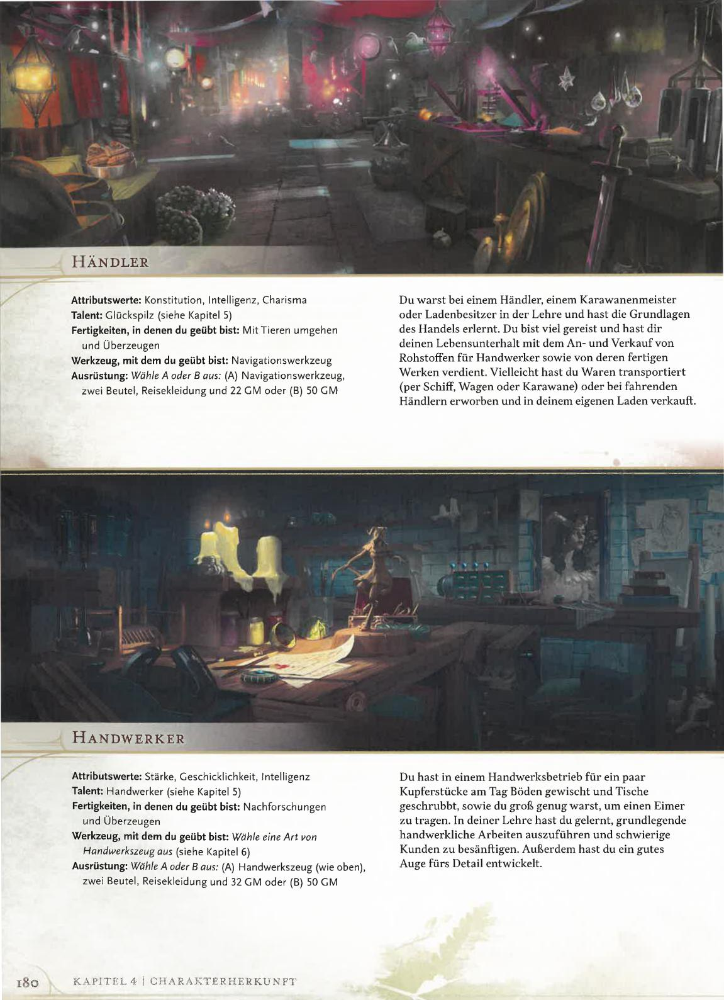 HÄNDLER
Attributswerte: Konstitution, Intelligenz, Charisma
Talent: Glückspilz (siehe Kapitel 5)
Fertigkeiten, in denen du geübt bist: Mit Tieren umgehen
und Überzeugen
Werkzeug, mit dem du geübt bist: Navigationswerkzeug
Ausrüstung: Wähle A oder B aus: (A) Navigationswerkzeug,
zwei Beutel, Reisekleidung und 22 GM oder (B) 50 GM
Du warst bei einem Händler, einem Karawanenmeister
oder Ladenbesitzer in der Lehre und hast die Grundlagen
des Handels erlernt. Du bist viel gereist und hast dir
deinen Lebensunterhalt mit dem An- und Verkauf von
Rohstoffen für Handwerker sowie von deren fertigen
Werken verdient. Vielleicht hast du Waren transportiert
(per Schiff, Wagen oder Karawane) oder bei fahrenden
Händlern erworben und in deinem eigenen Laden verkauft.
HANDWERKER
Attributswerte: Stärke, Geschicklichkeit, Intelligenz
Talent: Handwerker (siehe Kapitel 5)
Fertigkeiten, in denen du geübt bist: Nachforschungen
und Überzeugen
Werkzeug, mit dem du geübt bist: Wähle eine Art von
Handwerkszeug aus (siehe Kapitel 6)
Ausrüstung: Wähle A oder B aus: (A) Handwerkszeug (wie oben),
zwei Beutel, Reisekleidung und 32 GM oder (B) 50 GM
Du hast in einem Handwerksbetrieb für ein paar
Kupferstücke am Tag Böden gewischt und Tische
geschrubbt, sowie du groß genug warst, um einen Eimer
zu tragen. In deiner Lehre hast du gelernt, grundlegende
handwerkliche Arbeiten auszuführen und schwierige
Kunden zu besänftigen. Außerdem hast du ein gutes
Auge fürs Detail entwickelt.
180
KAPITEL 4 | CHARAKTERHERKUNFT